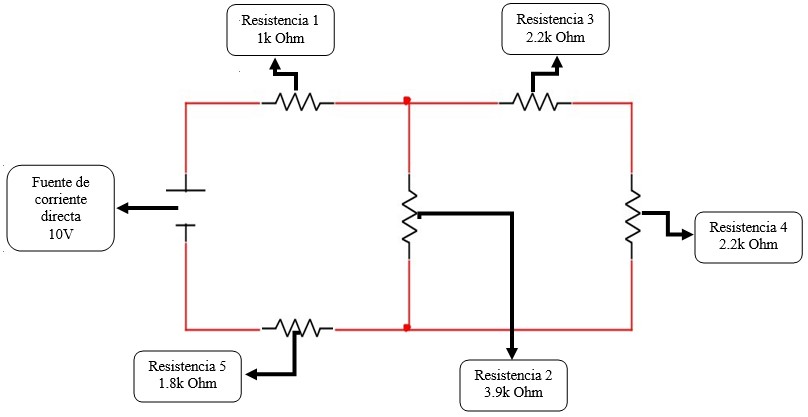 Resistencia 1
1k Ohm
Resistencia 3
2.2k Ohm
Fuente de
corriente
directa
10V
Resistencia 4
2.2k Ohm
Resistencia 5
1.8k Ohm
Resistencia 2
3.9k Ohm